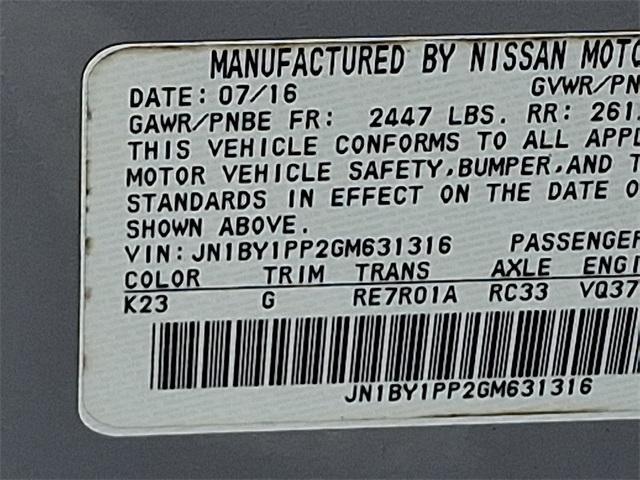 MANUFACTURED BY NISSAN MOTO
DATE: 07/16 GVWR/PN
GAWR/PNBE FR: 2447 LBS. RR: 261
THIS VEHICLE CONFORMS TO ALL APPL
MOTOR VEHICLE SAFETY,BUMPER,AND T
STANDARDS IN EFFECT ON THE DATE O
SHOWN ABOVE.
VIN: JN1BY1PP2GM631316 PASSENGER
COLOR TRIM TRANS AXLE ENGI
K23 G RE7R01A RC33 VQ37
JN1BY1PP2GM631316